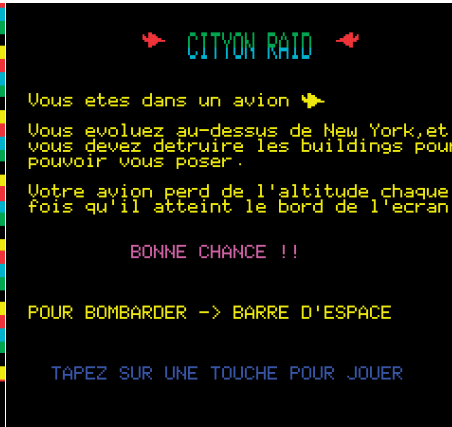 CITYON RAID
Vous etes dans un avion
Vous evoluez au-dessus de New York,et
vous devez detruire les buildings pour
pouvoir vous poser.
Votre avion perd de l'altitude chaque
fois qu'il atteint le bord de l'ecran
BONNE CHANCE !!
POUR BOMBARDER -> BARRE D'ESPACE
TAPEZ SUR UNE TOUCHE POUR JOUER